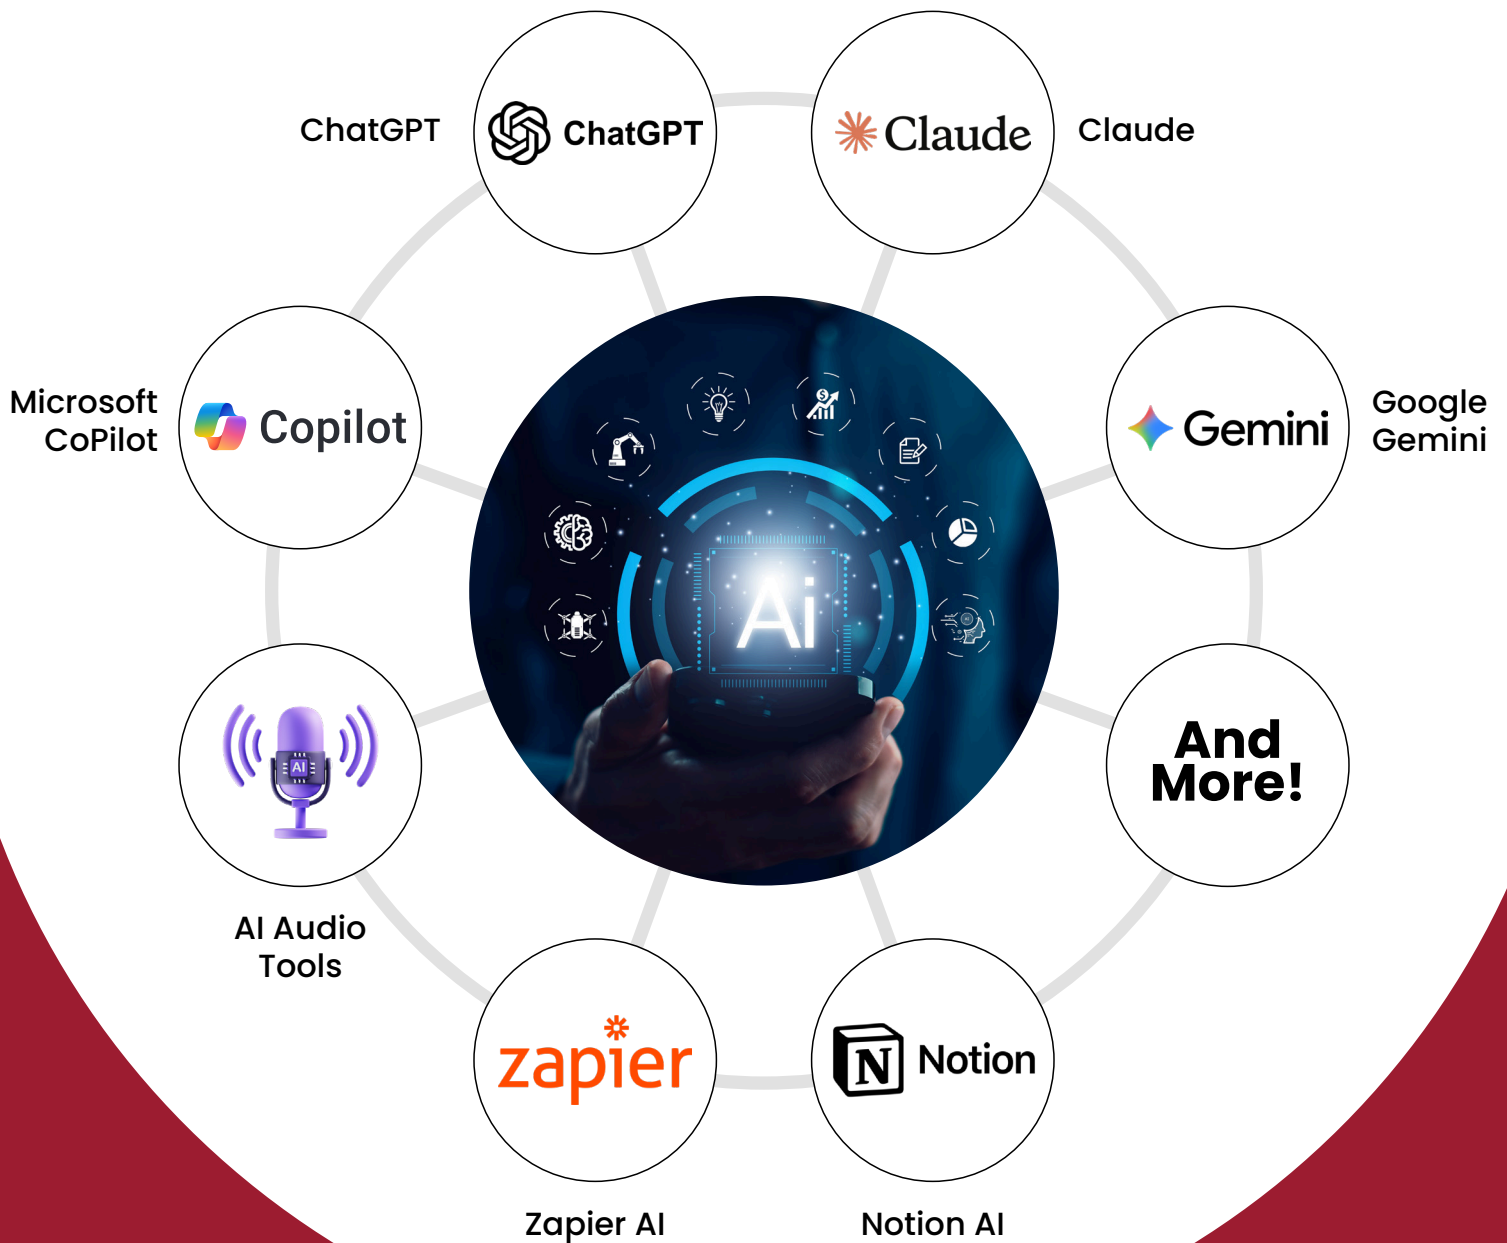 ChatGPT
ChatGPT
Claude
Claude
Microsoft
CoPilot
Copilot
Gemini
Google
Gemini
Ai
AI
And
More!
AI Audio
Tools
zapier
N Notion
Zapier AI
Notion AI